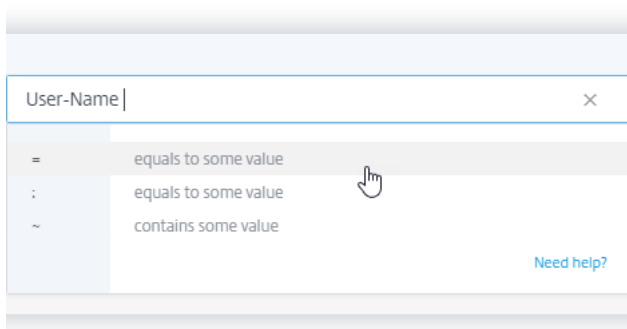 User-Name
= equals to some value
: equals to some value
~ contains some value
Need help?